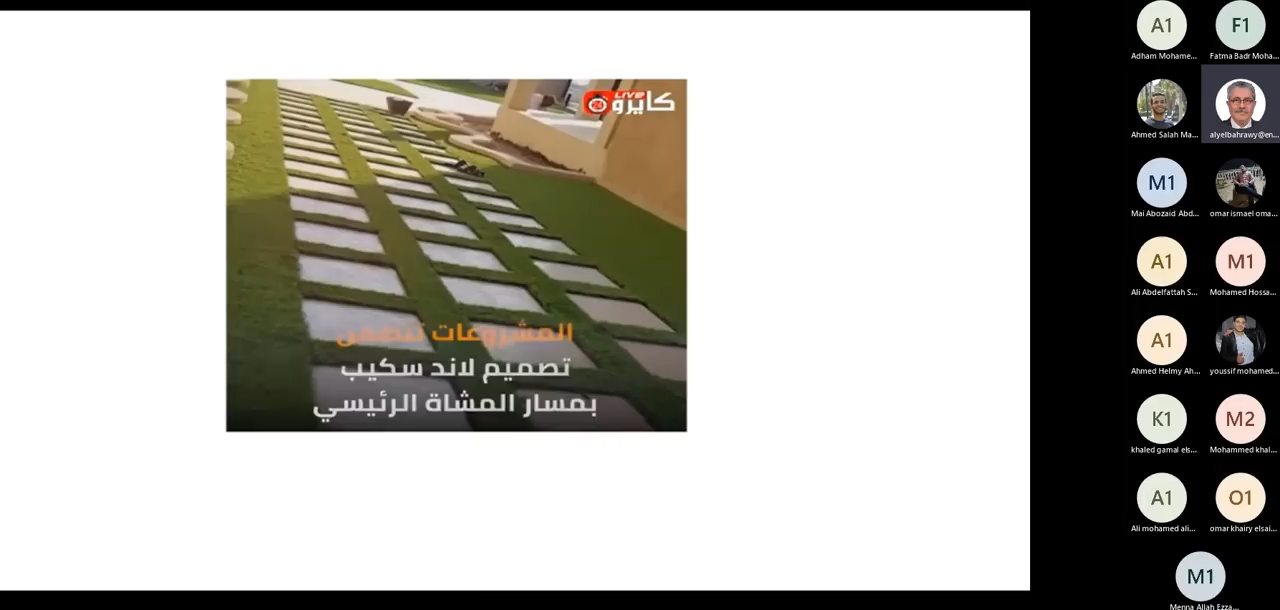 كايرو
LIVE
24
المشروعات تتضمن
تصميم لاند سكيب
بمسار المشاة الرئيسي
A1
F1
Adham Mohame...
Fatma Badr Moha...
Ahmed Salah Ma...
alyelbahrawy@en...
M1
Mai Abozaid Abd...
omar ismael oma...
A1
M1
Ali Abdelfattah S...
Mohamed Hossa...
A1
Ahmed Helmy Ah...
youssif mohamed...
K1
M2
khaled gamal els...
Mohammed khal...
A1
O1
Ali mohamed ali...
omar khairy elsai...
M1
Menna Allah Ezza...